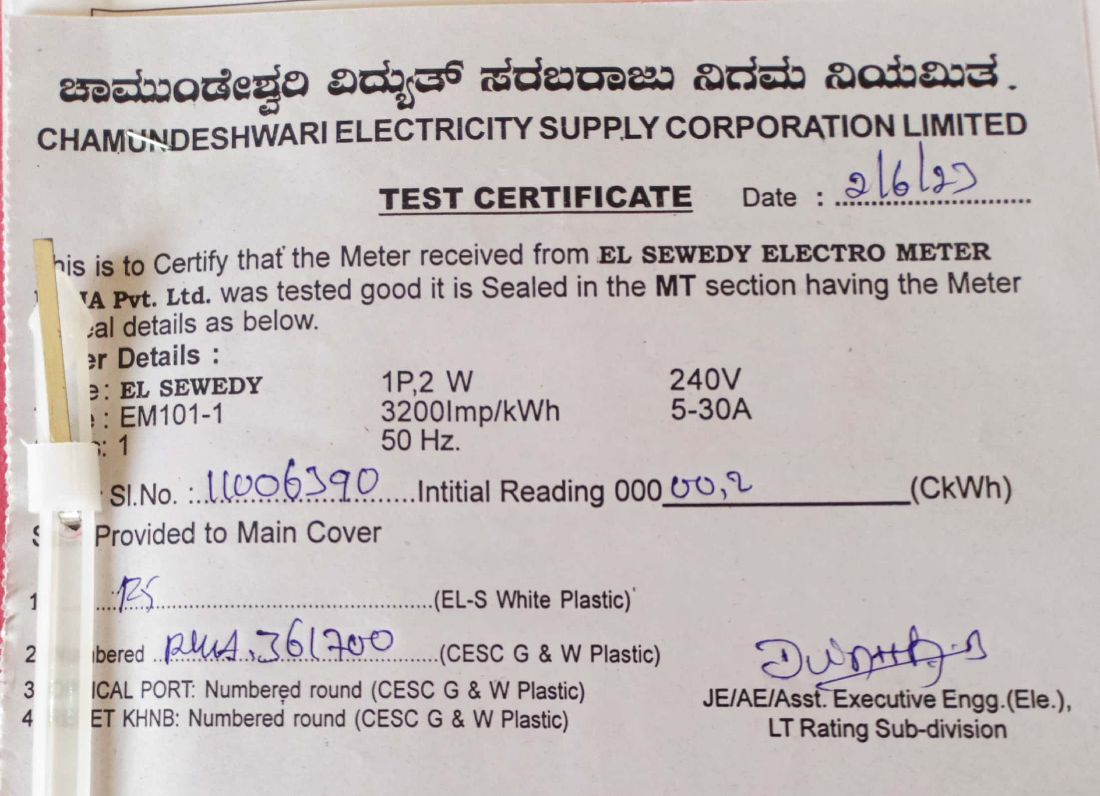 ಚಾಮುಂಡೇಶ್ವರಿ ವಿದ್ಯುತ್ ಸರಬರಾಜು ನಿಗಮ ನಿಯಮಿತ.
CHAMUNDESHWARI ELECTRICITY SUPPLY CORPORATION LIMITED
TEST CERTIFICATE Date : 2/6/23
his is to Certify that the Meter received from EL SEWEDY ELECTRO METER
IA Pvt. Ltd. was tested good it is Sealed in the MT section having the Meter
eal details as below.
er Details :
e: EL SEWEDY 1P,2 W 240V
: EM101-1 3200Imp/kWh 5-30A
: 1 50 Hz.
Sl.No. : 11006390 Intitial Reading 000 00,2 (CkWh)
Provided to Main Cover
1 (EL-S White Plastic)
2 bered 361700 (CESC G & W Plastic)
3 ICAL PORT: Numbered round (CESC G & W Plastic)
4 ET KHNB: Numbered round (CESC G & W Plastic)
JE/AE/Asst. Executive Engg.(Ele.),
LT Rating Sub-division